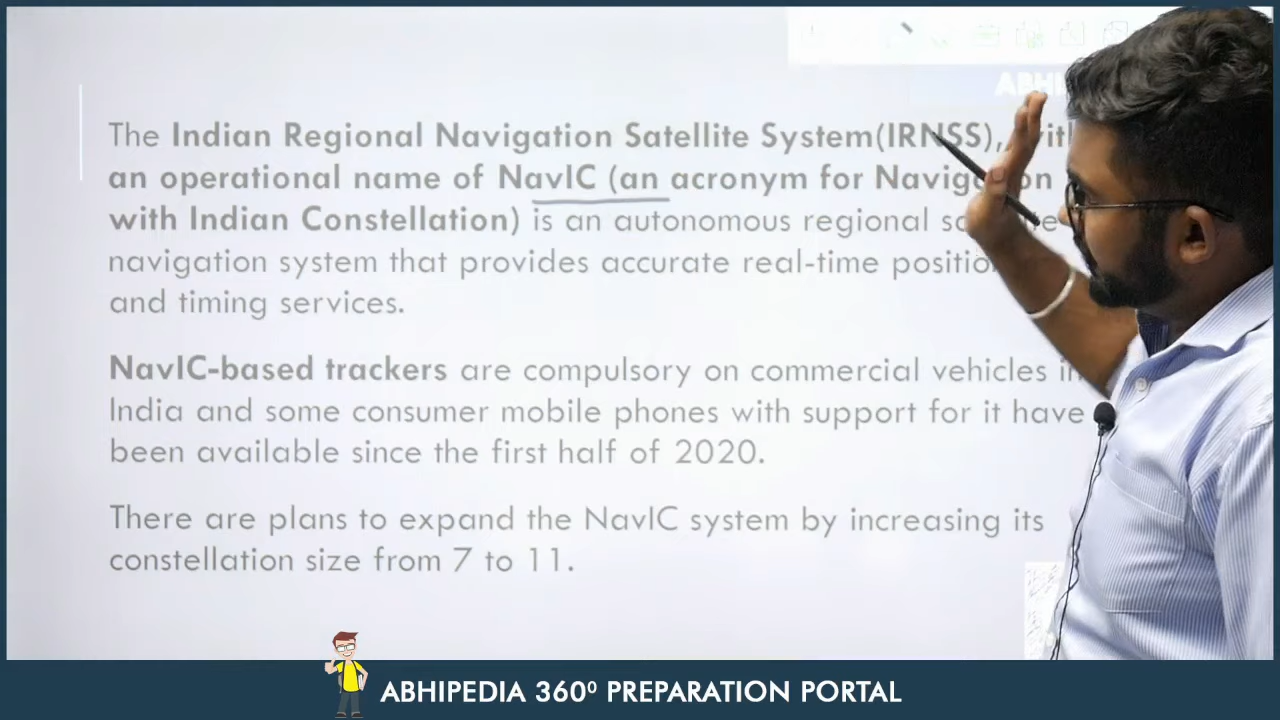 ABHI
The Indian Regional Navigation Satellite System(IRNSS), with
an operational name of NavIC (an acronym for Navigation
with Indian Constellation) is an autonomous regional
navigation system that provides accurate real-time
and timing services.
NavIC-based trackers are compulsory on commercial vehicles in
India and some consumer mobile phones with support for it have
been available since the first half of 2020.
There are plans to expand the NavIC system by increasing its
constellation size from 7 to 11.
ABHIPEDIA 360⁰ PREPARATION PORTAL